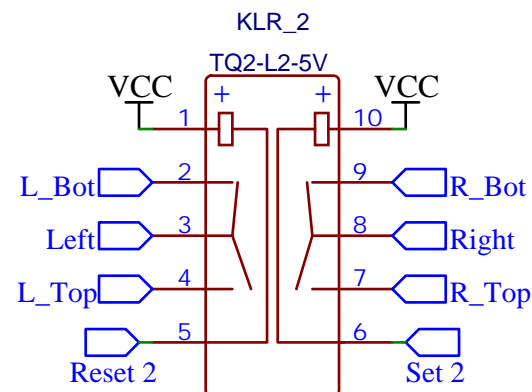 KLR_2
TQ2-L2-5V
VCC + + VCC
1 10
L_Bot 2 9 R_Bot
Left 3 8 Right
L_Top 4 7 R_Top
5 6
Reset 2 Set 2